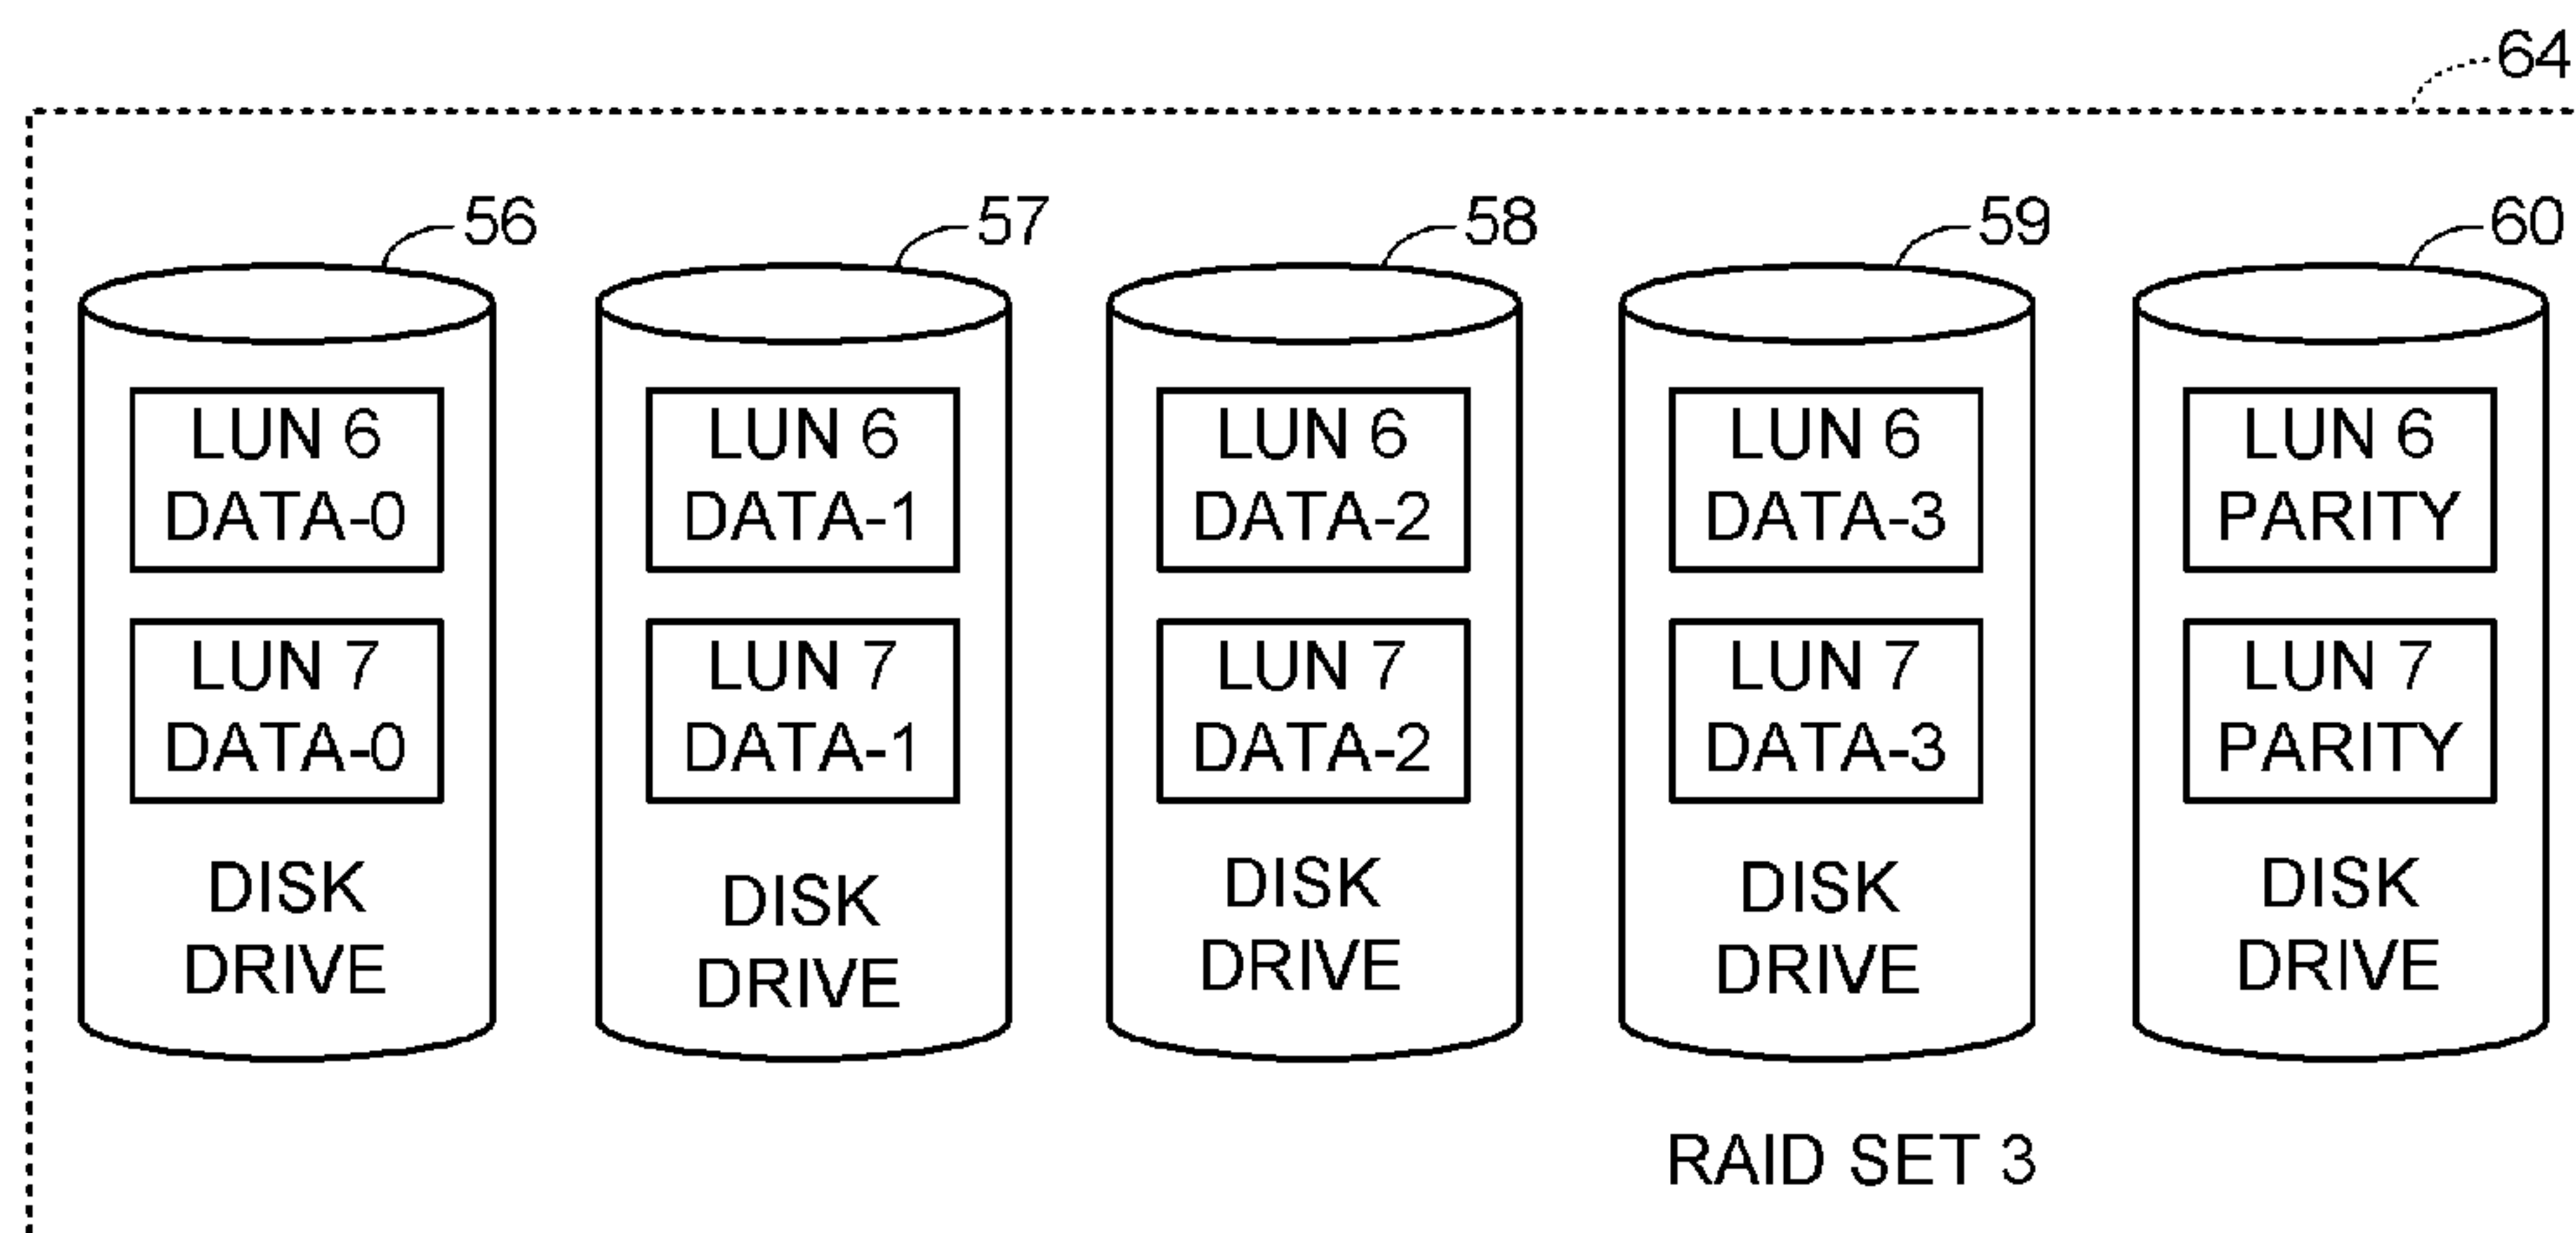 64
56
57
58
59
60
LUN 6
DATA-0
LUN 6
DATA-1
LUN 6
DATA-2
LUN 6
DATA-3
LUN 6
PARITY
LUN 7
DATA-0
LUN 7
DATA-1
LUN 7
DATA-2
LUN 7
DATA-3
LUN 7
PARITY
DISK
DRIVE
DISK
DRIVE
DISK
DRIVE
DISK
DRIVE
DISK
DRIVE
RAID SET 3